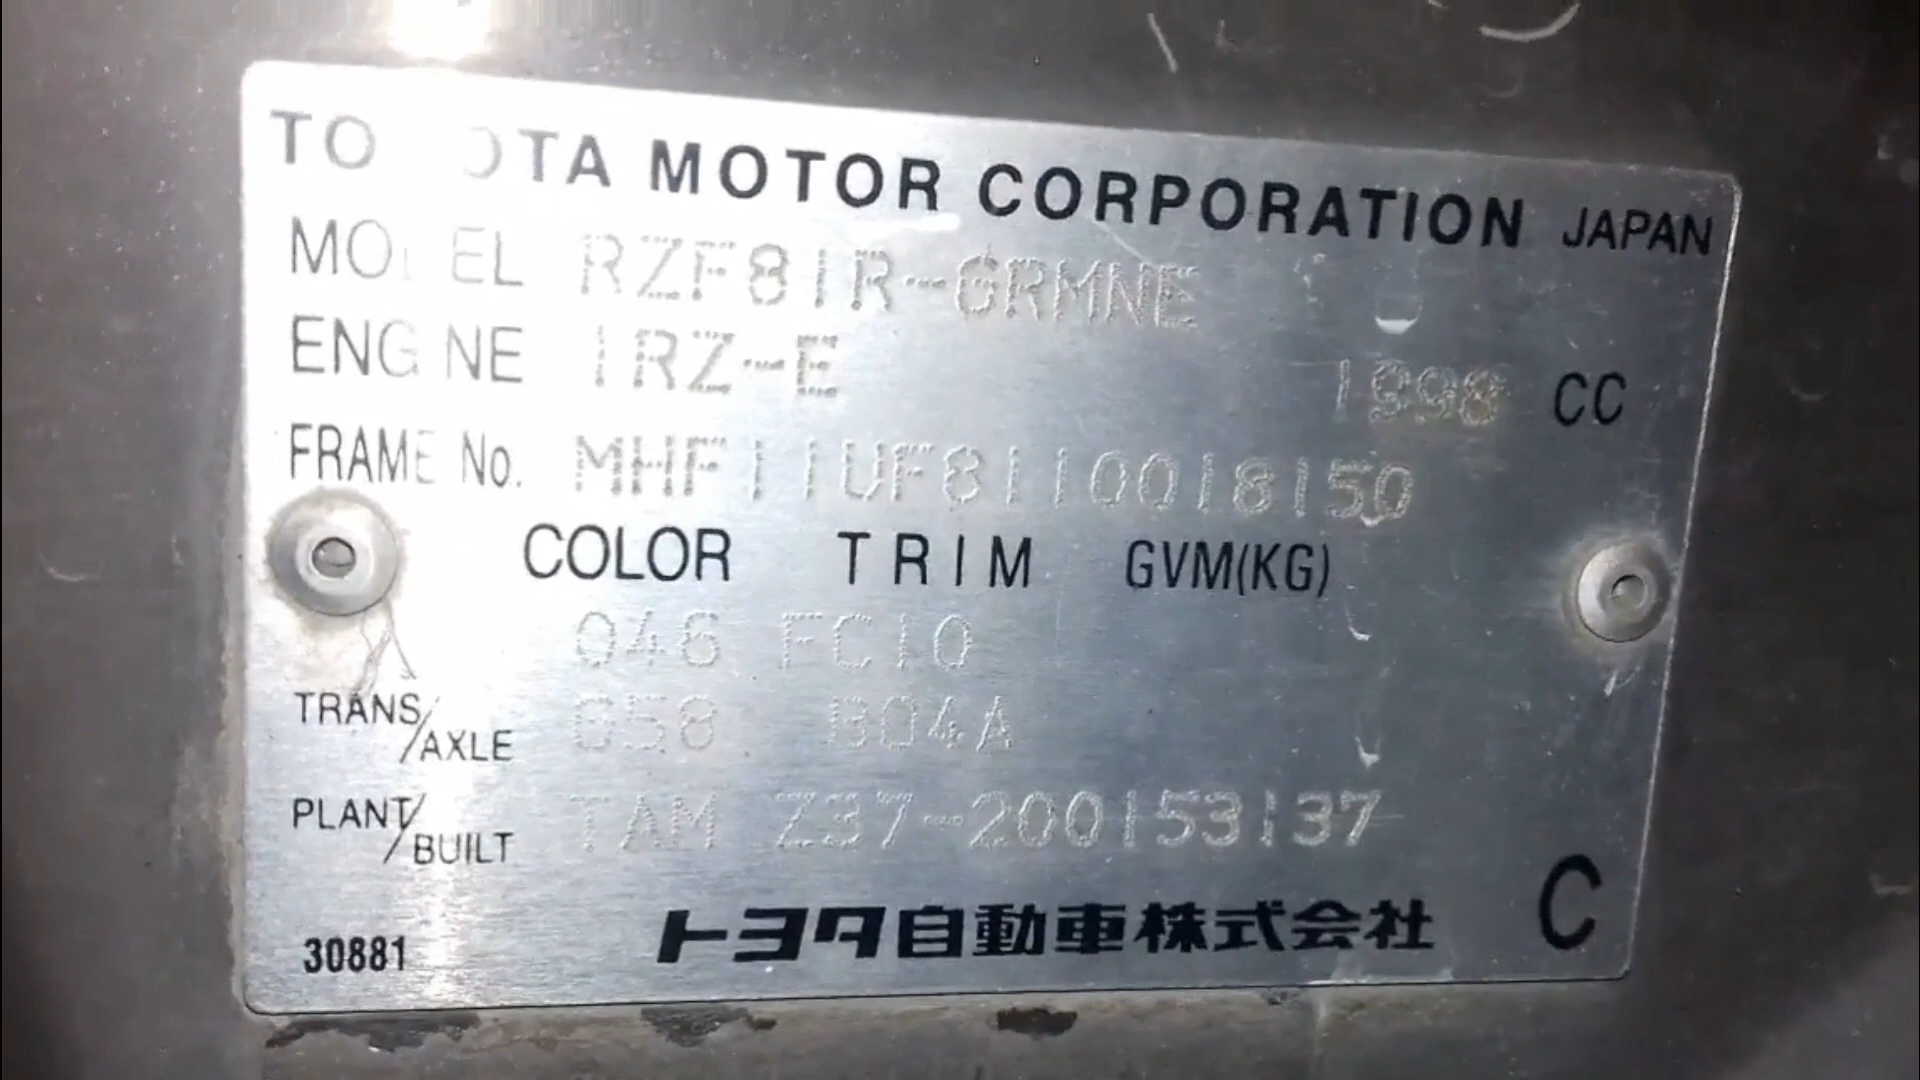 TOYOTA MOTOR CORPORATION JAPAN
MODEL RZF81R-GRMNE
ENGINE 1RZ-E 1998 CC
FRAME No. MHF11UF8110018150
COLOR TRIM GVM(KG)
046 FC10
TRANS/AXLE G58 B04A
PLANT/BUILT TAM Z37-200153137
トヨタ自動車株式会社 C
30881